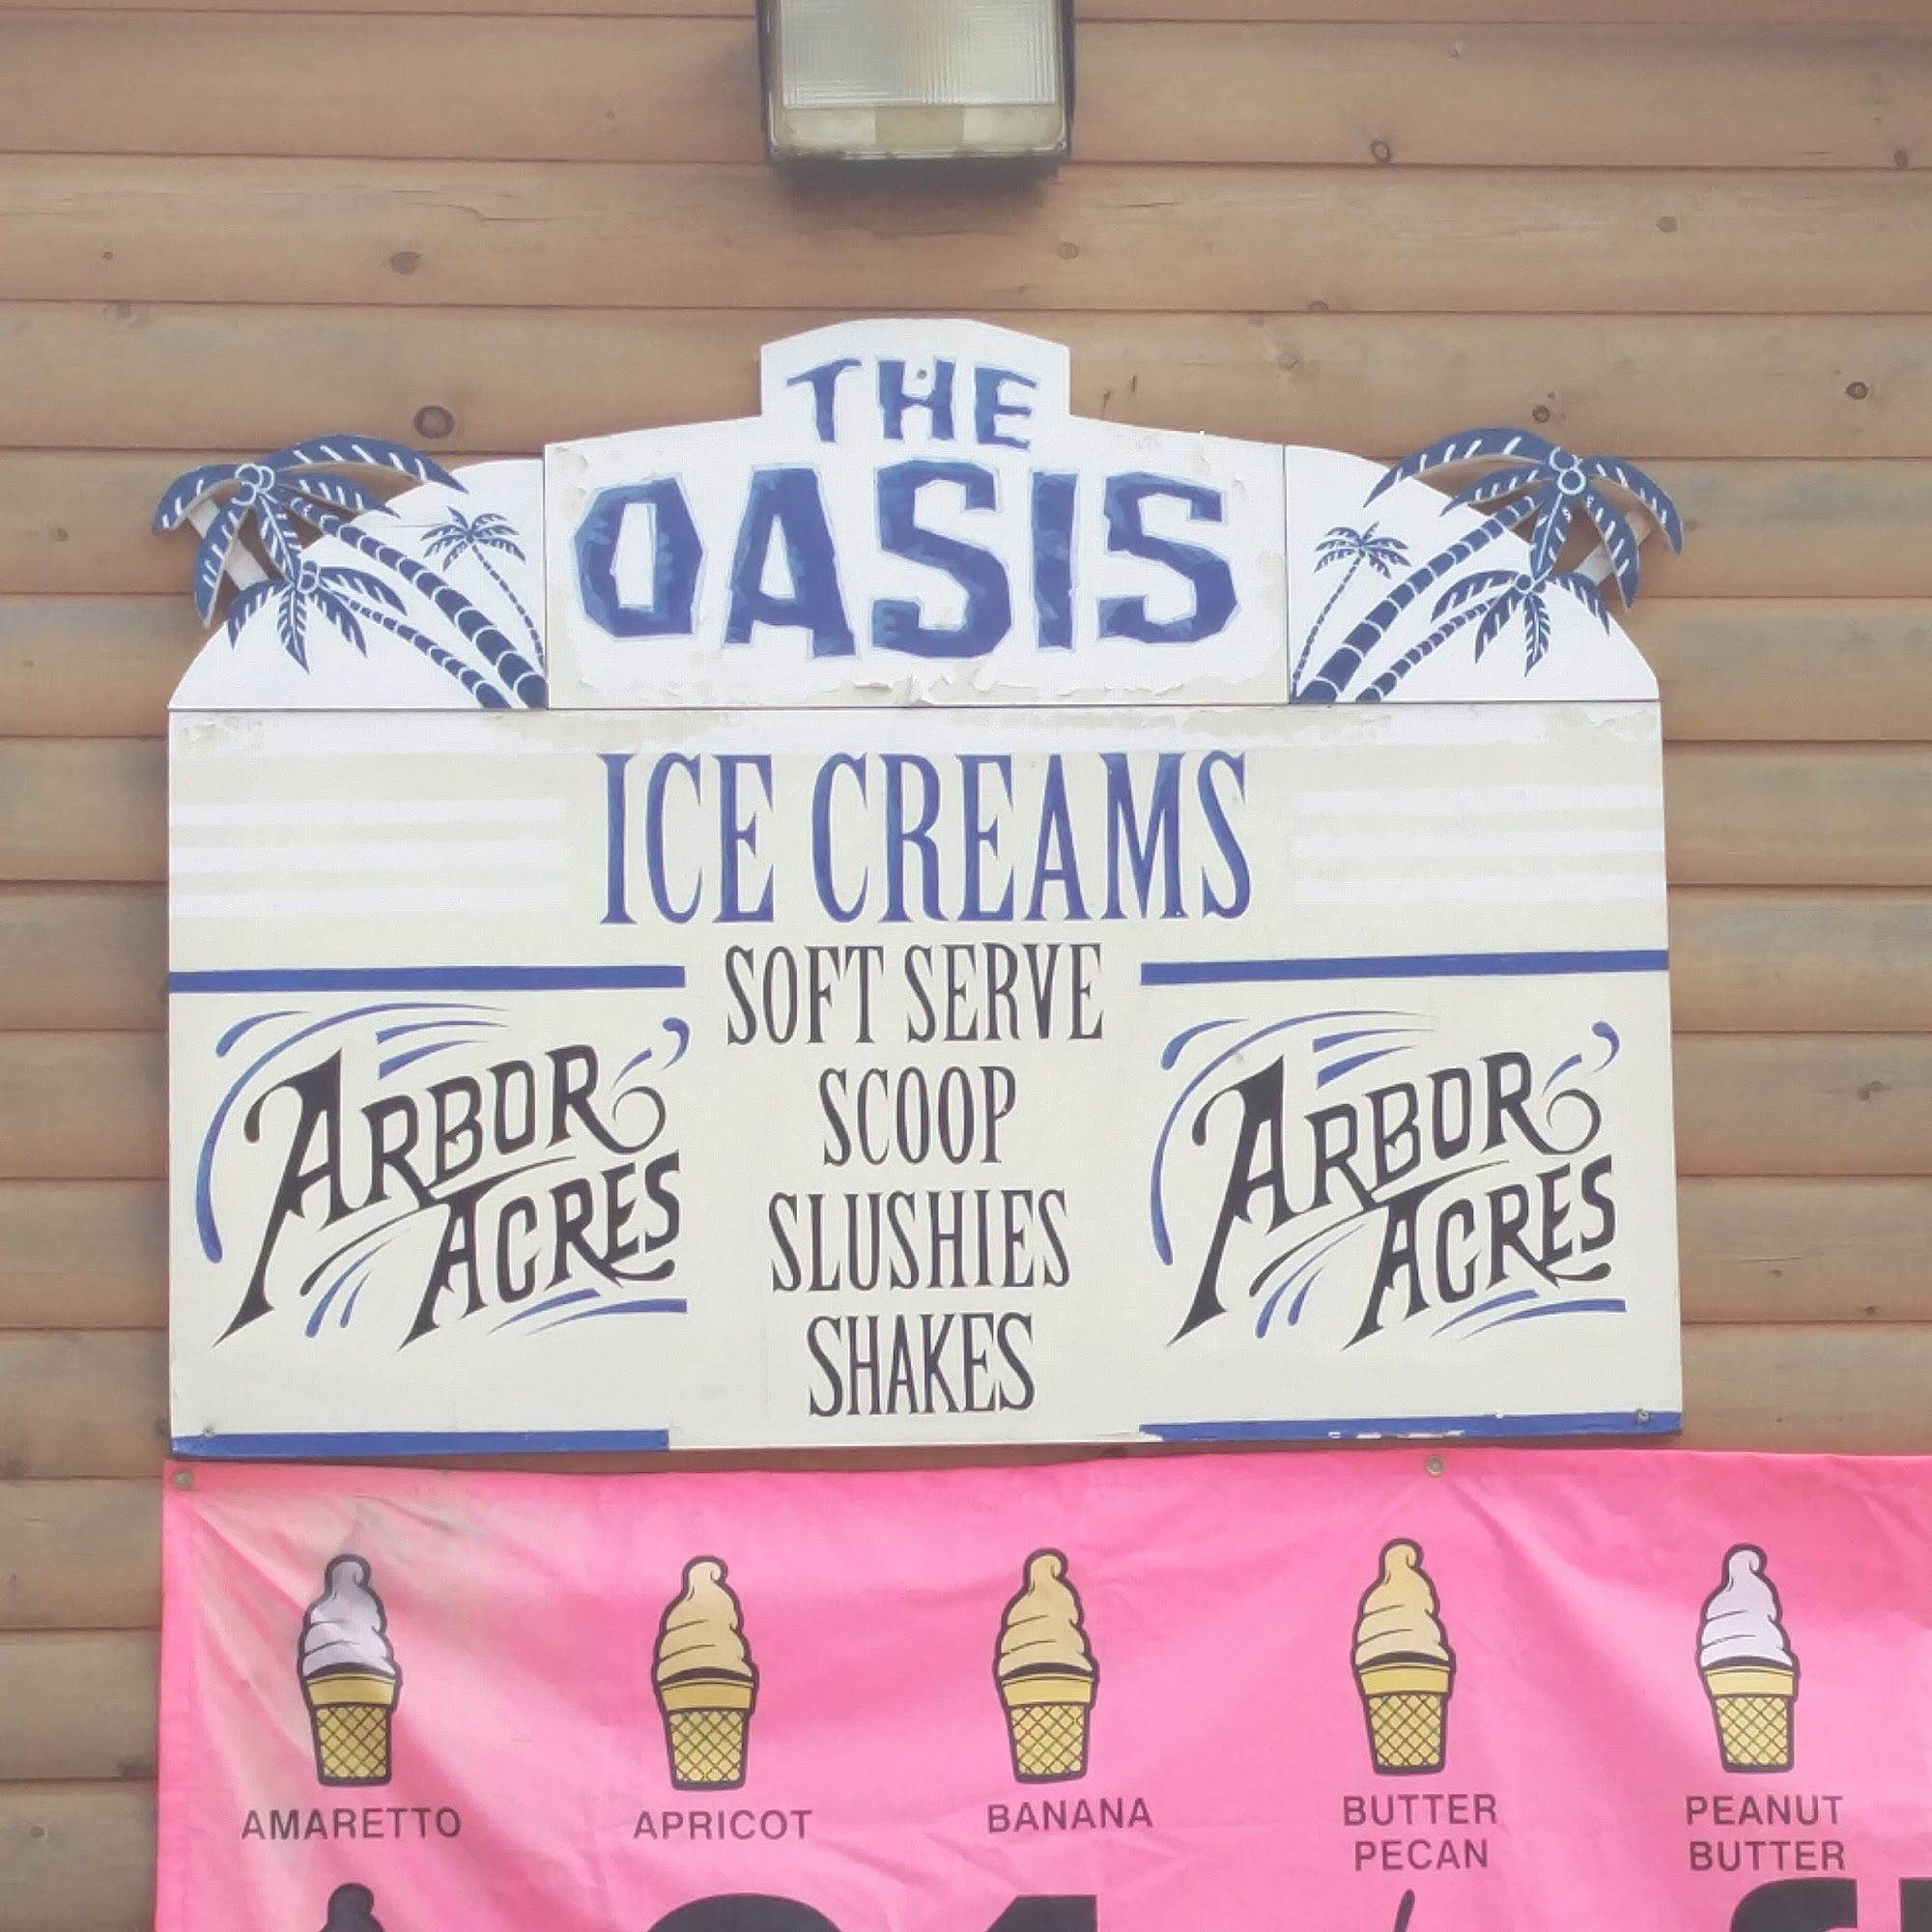 THE
OASIS
ICE CREAMS
SOFT SERVE
SCOOP
SLUSHIES
SHAKES
ARBOR
ACRES
ARBOR
ACRES
AMARETTO
APRICOT
BANANA
BUTTER
PECAN
PEANUT
BUTTER